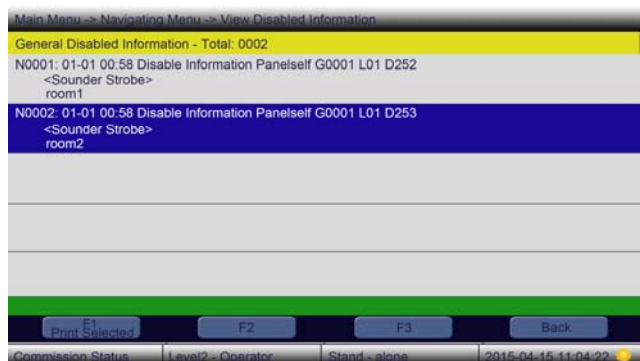 Main Menu -> Navigating Menu -> View Disabled Information
General Disabled Information - Total: 0002
N0001: 01-01 00:58 Disable Information Panelself G0001 L01 D252
<Sounder Strobe>
room1
N0002: 01-01 00:58 Disable Information Panelself G0001 L01 D253
<Sounder Strobe>
room2
F1
Print Selected
F2
F3
Back
Commission Status
Level2 - Operator
Stand - alone
2015-04-15 11:04:22